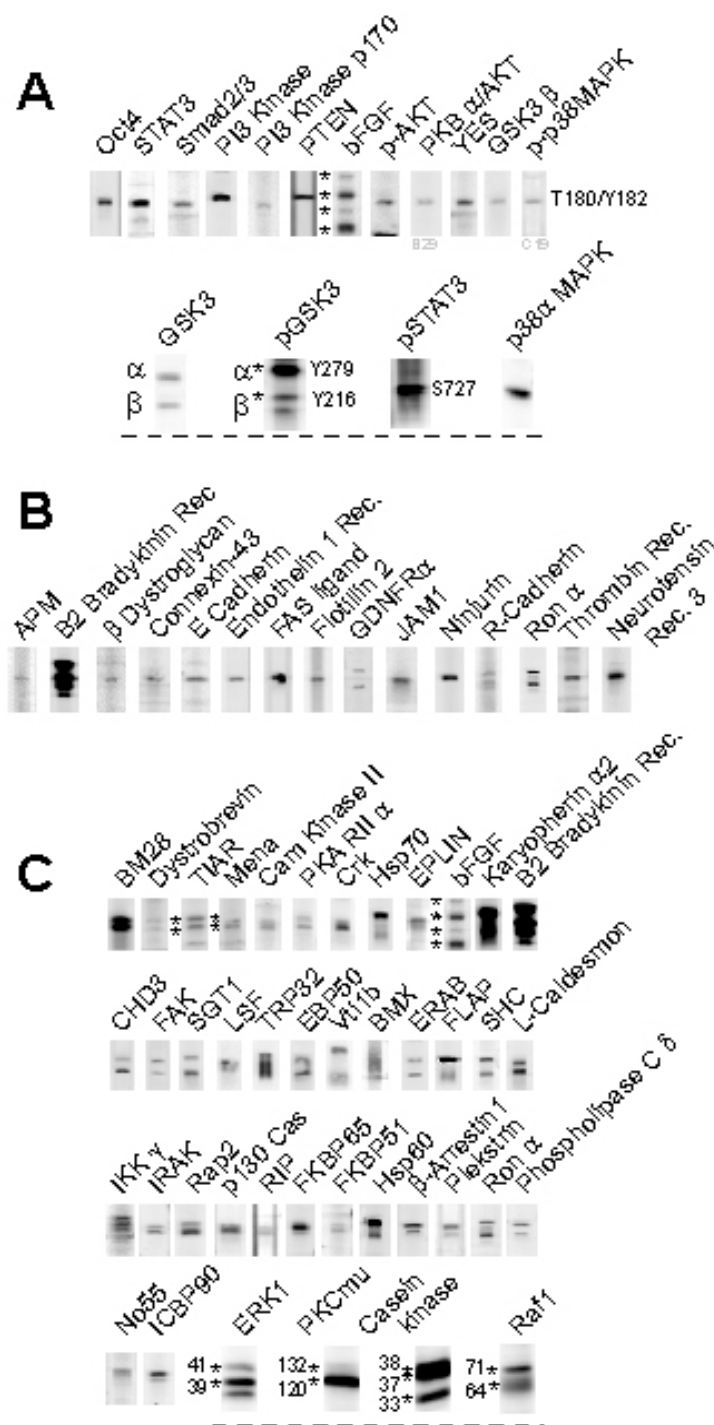 A
Oct4 STAT3 Smad2/3 PI3 Kinase PI3 Kinase p170 PTEN bFGF p-AKT PKB α/AKT YES GSK3 β p-p38MAPK
* * * *
T180/Y182
B29 C19
GSK3 pGSK3 pSTAT3 p38α MAPK
α α* Y279
S727
β β* Y216
B
APM B2 Bradykinin Rec β Dystroglycan Connexin-43 E Cadherin Endothelin 1 Rec. FAS ligand Flotillin 2 GDNFRα JAM1 Ninjurin R-Cadherin Ron α Thrombin Rec. Neurotensin Rec. 3
C
BM28 Dystrobrevin TIAR Mena Cam Kinase II PKA RII α Crk Hsp70 EPLIN bFGF Karyopherin α2 B2 Bradykinin Rec.
* * * * * * * *
CHD3 FAK SGT1 LSF TRP32 EBP50 Vti1b BMX ERAB FLAP SHC L-Caldesmon
IKK γ IRAK Rap2 p130 Cas RIP FKBP65 FKBP51 Hsp60 β-Arrestin 1 Plekstrin Ron α Phospholipase C δ
No55 ICBP90 ERK1 PKCmu Casein kinase Raf1
41* 132* 38* 71*
39* 120* 37* 64*
33*